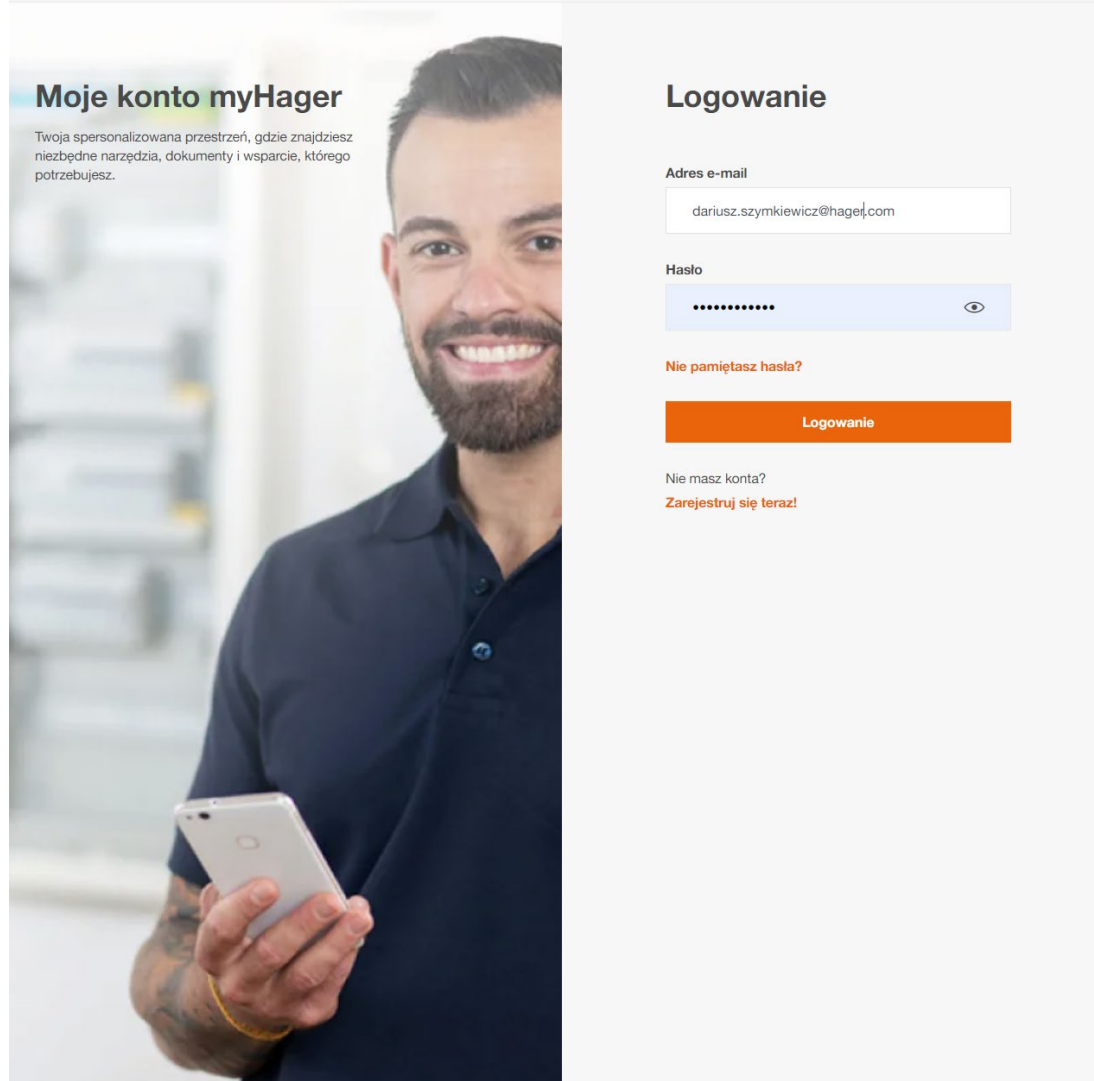 Moje konto myHager
Twoja spersonalizowana przestrzeń, gdzie znajdziesz
niezbędne narzędzia, dokumenty i wsparcie, którego
potrzebujesz.
Logowanie
Adres e-mail
dariusz.szymkiewicz@hager.com
Hasło
••••••••••••
Nie pamiętasz hasła?
Logowanie
Nie masz konta?
Zarejestruj się teraz!